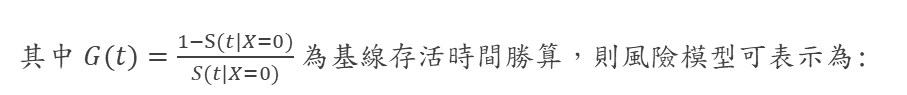 其中 G(t) = \frac{1−S(t|X=0)}{S(t|X=0)} 為基線存活時間勝算，則風險模型可表示為: